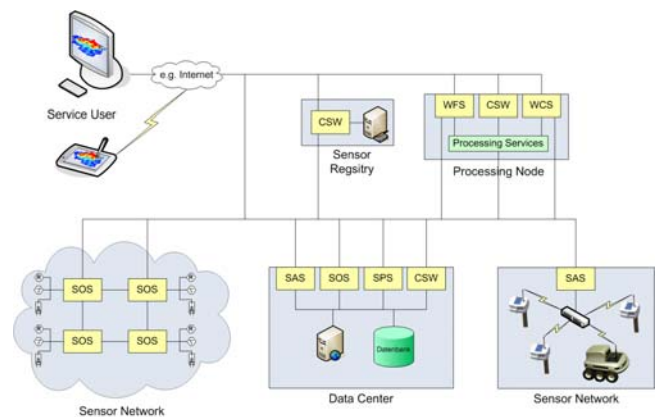 e.g. Internet
Service User
CSW
Sensor
Regsitry
WFS
CSW
WCS
Processing Services
Processing Node
SOS
SOS
SOS
SOS
Sensor Network
SAS
SOS
SPS
CSW
Datenbank
Data Center
SAS
Sensor Network